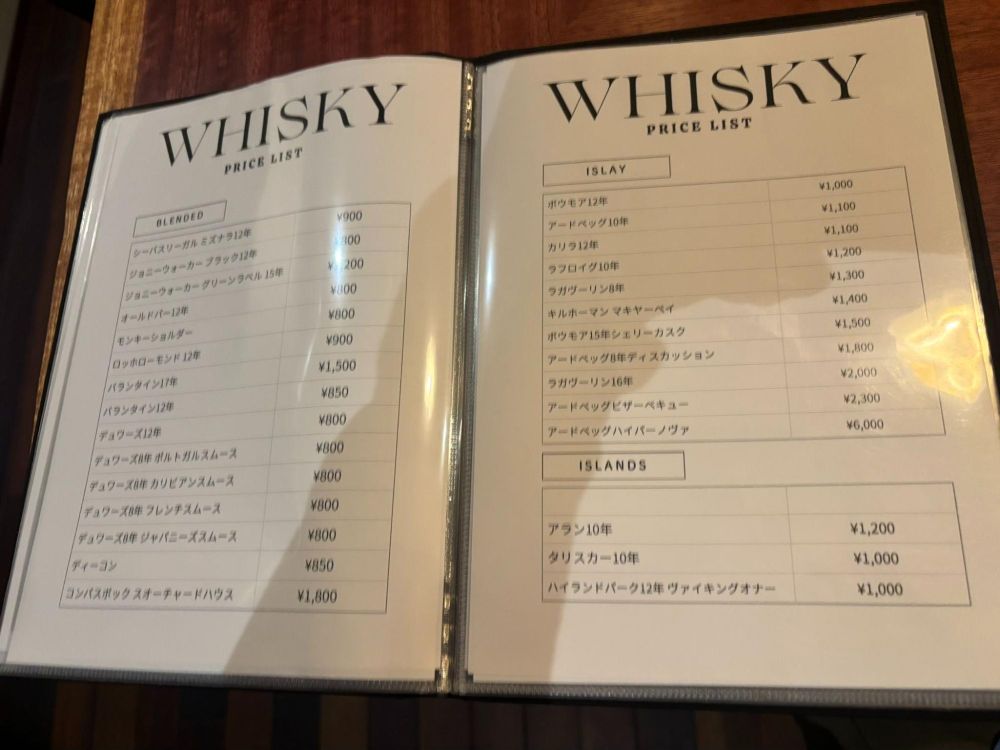 WHISKY
PRICE LIST
BLENDED
シーバスリーガル ミズナラ12年 ¥900
ジョニーウォーカー ブラック12年 ¥800
ジョニーウォーカー グリーンラベル 15年 ¥1,200
オールドパー12年 ¥800
モンキーショルダー ¥800
ロッホローモンド 12年 ¥900
バランタイン17年 ¥1,500
バランタイン12年 ¥850
デュワーズ12年 ¥800
デュワーズ8年 ポルトガルスムース ¥800
デュワーズ8年 カリビアンスムース ¥800
デュワーズ8年 フレンチスムース ¥800
デュワーズ8年 ジャパニーズスムース ¥800
ディーコン ¥850
コンパスボック スオーチャードハウス ¥1,800
WHISKY
PRICE LIST
ISLAY
ボウモア12年 ¥1,000
アードベッグ10年 ¥1,100
カリラ12年 ¥1,100
ラフロイグ10年 ¥1,200
ラガヴーリン8年 ¥1,300
キルホーマン マキヤーベイ ¥1,400
ボウモア15年シェリーカスク ¥1,500
アードベッグ8年ディスカッション ¥1,800
ラガヴーリン16年 ¥2,000
アードベッグビザーベキュー ¥2,300
アードベッグハイパーノヴァ ¥6,000
ISLANDS
アラン10年 ¥1,200
タリスカー10年 ¥1,000
ハイランドパーク12年 ヴァイキングオナー ¥1,000